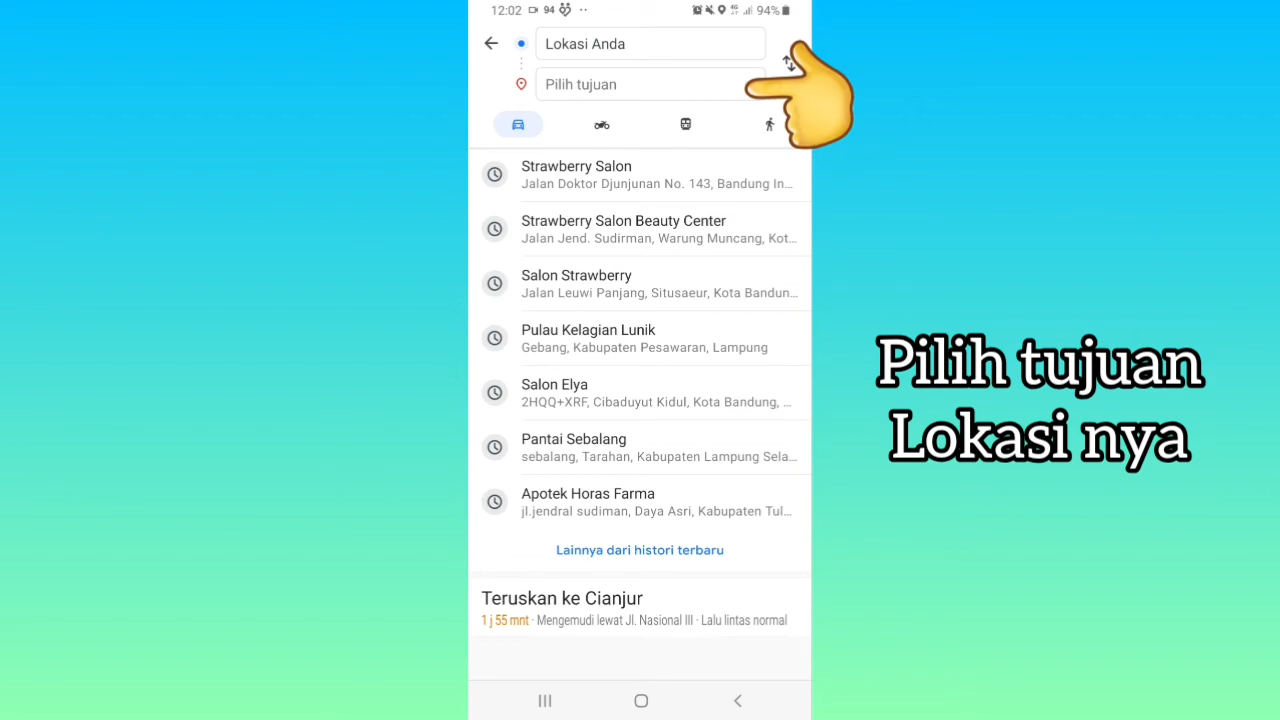 12:02 94 94%
Lokasi Anda
Pilih tujuan
Strawberry Salon
Jalan Doktor Djunjunan No. 143, Bandung In...
Strawberry Salon Beauty Center
Jalan Jend. Sudirman, Warung Muncang, Kot...
Salon Strawberry
Jalan Leuwi Panjang, Situsaeur, Kota Bandun...
Pulau Kelagian Lunik
Gebang, Kabupaten Pesawaran, Lampung
Salon Elya
2HQQ+XRF, Cibaduyut Kidul, Kota Bandung, ...
Pantai Sebalang
sebalang, Tarahan, Kabupaten Lampung Sela...
Apotek Horas Farma
jl.jendral sudiman, Daya Asri, Kabupaten Tul...
Lainnya dari histori terbaru
Teruskan ke Cianjur
1 j 55 mnt · Mengemudi lewat Jl. Nasional III · Lalu lintas normal
Pilih tujuan
Lokasi nya